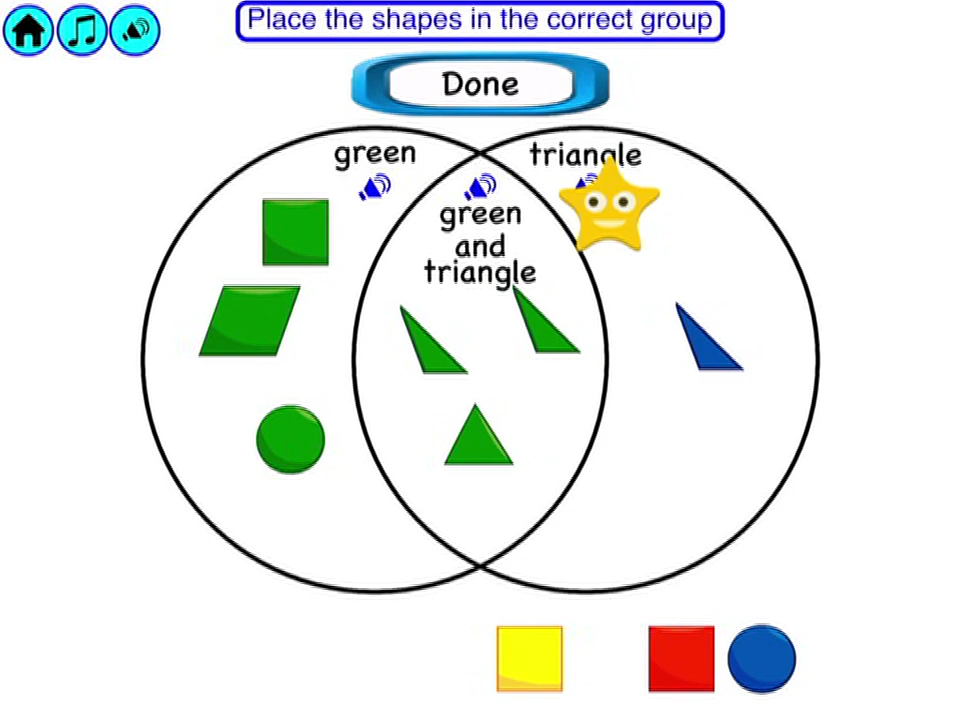 Place the shapes in the correct group
Done
green
triangle
green
and
triangle